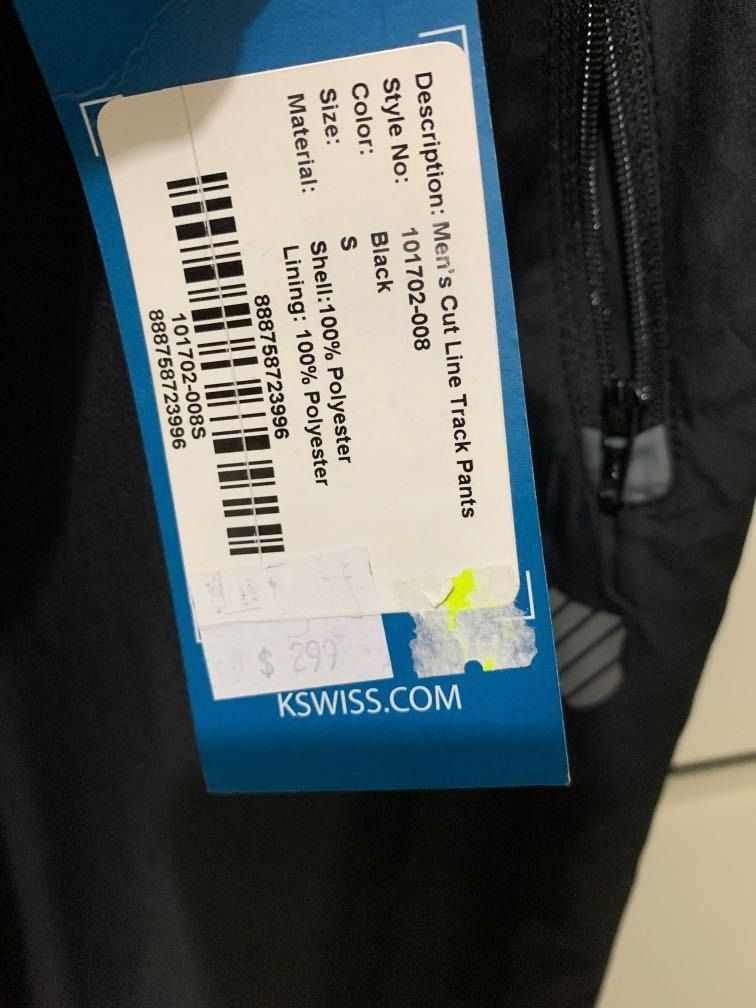 Description: Men's Cut Line Track Pants
Style No: 101702-008
Color: Black
Size: S
Material: Shell:100% Polyester
Lining: 100% Polyester
888758723996
101702-008S
888758723996
$ 299
KSWISS.COM